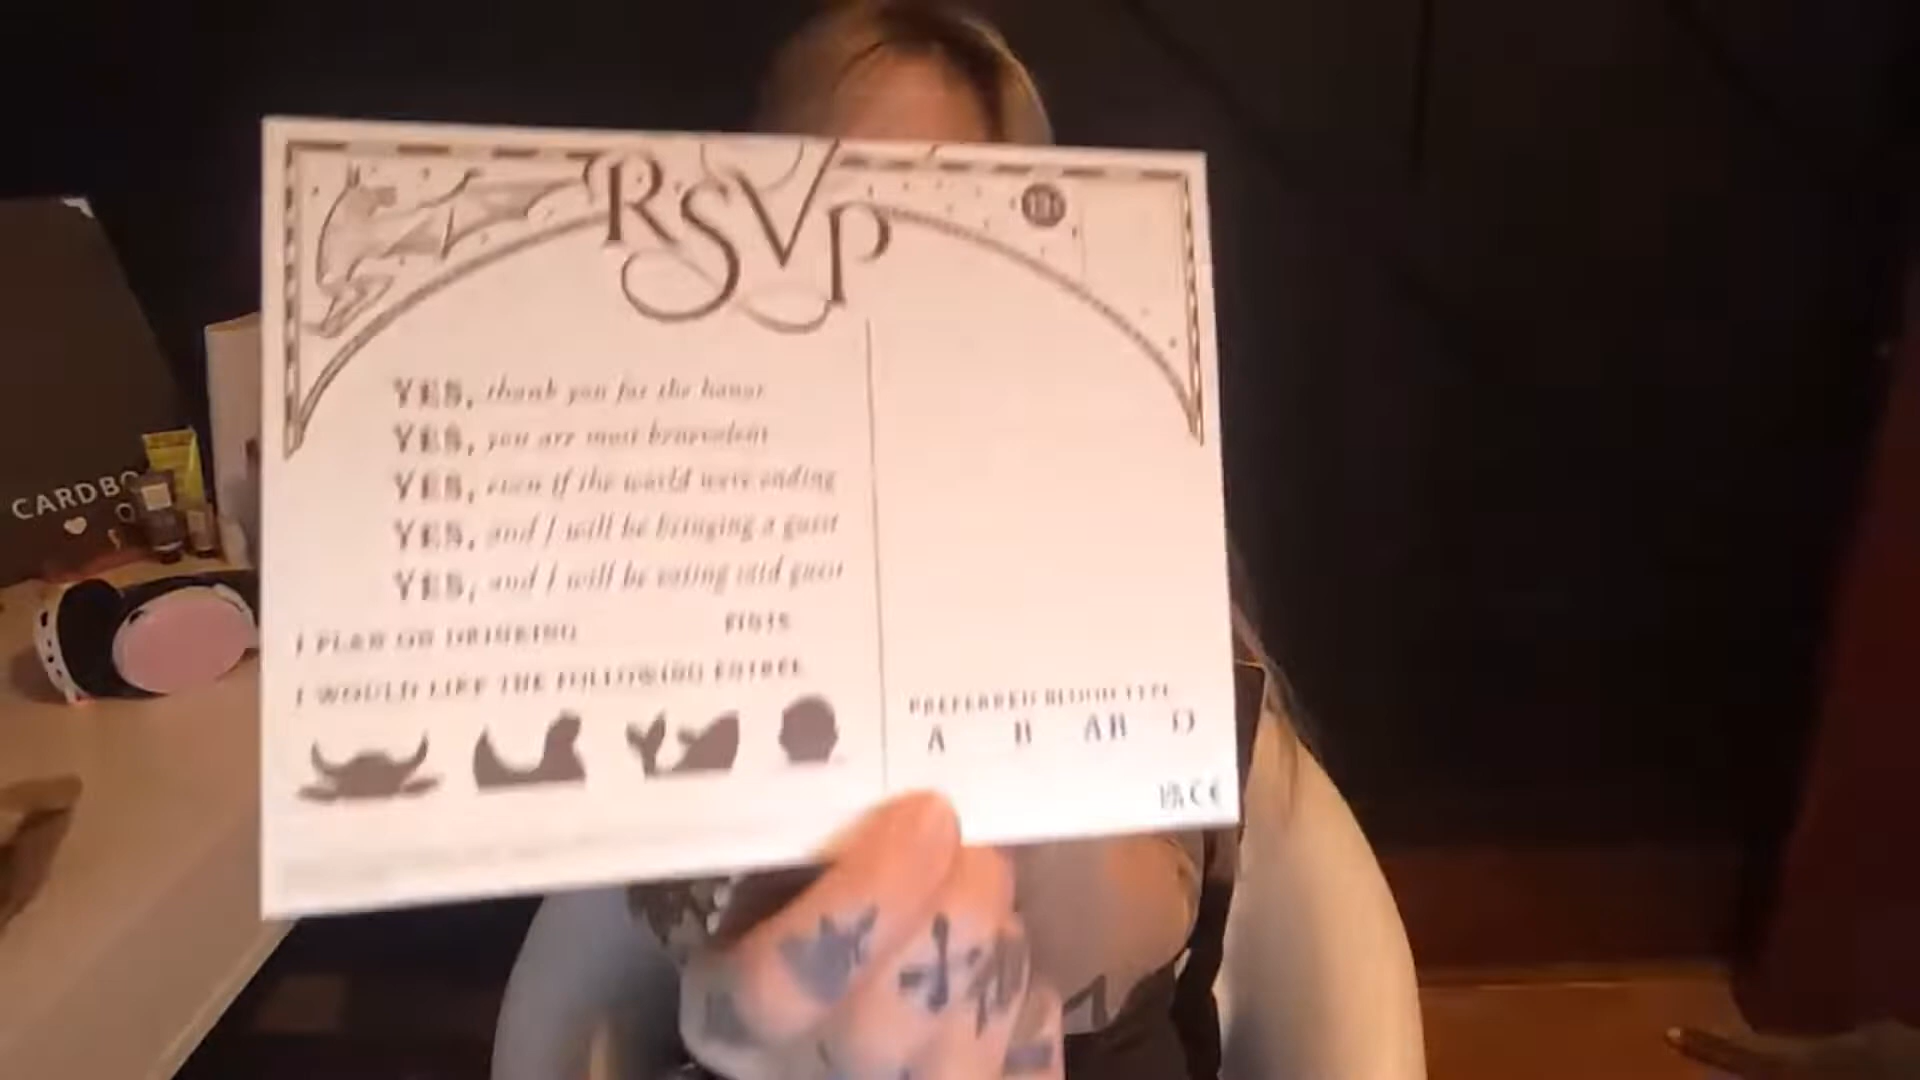 RSVP
YES, thank you for the honor
YES, you are most benevolent
YES, even if the world were ending
YES, and I will be bringing a guest
YES, and I will be eating said guest
I PLAN ON DRINKING PINTS
I WOULD LIKE THE FOLLOWING ENTREE
PREFERRED BLOOD TYPE
A B AB O
CE
CARDBO